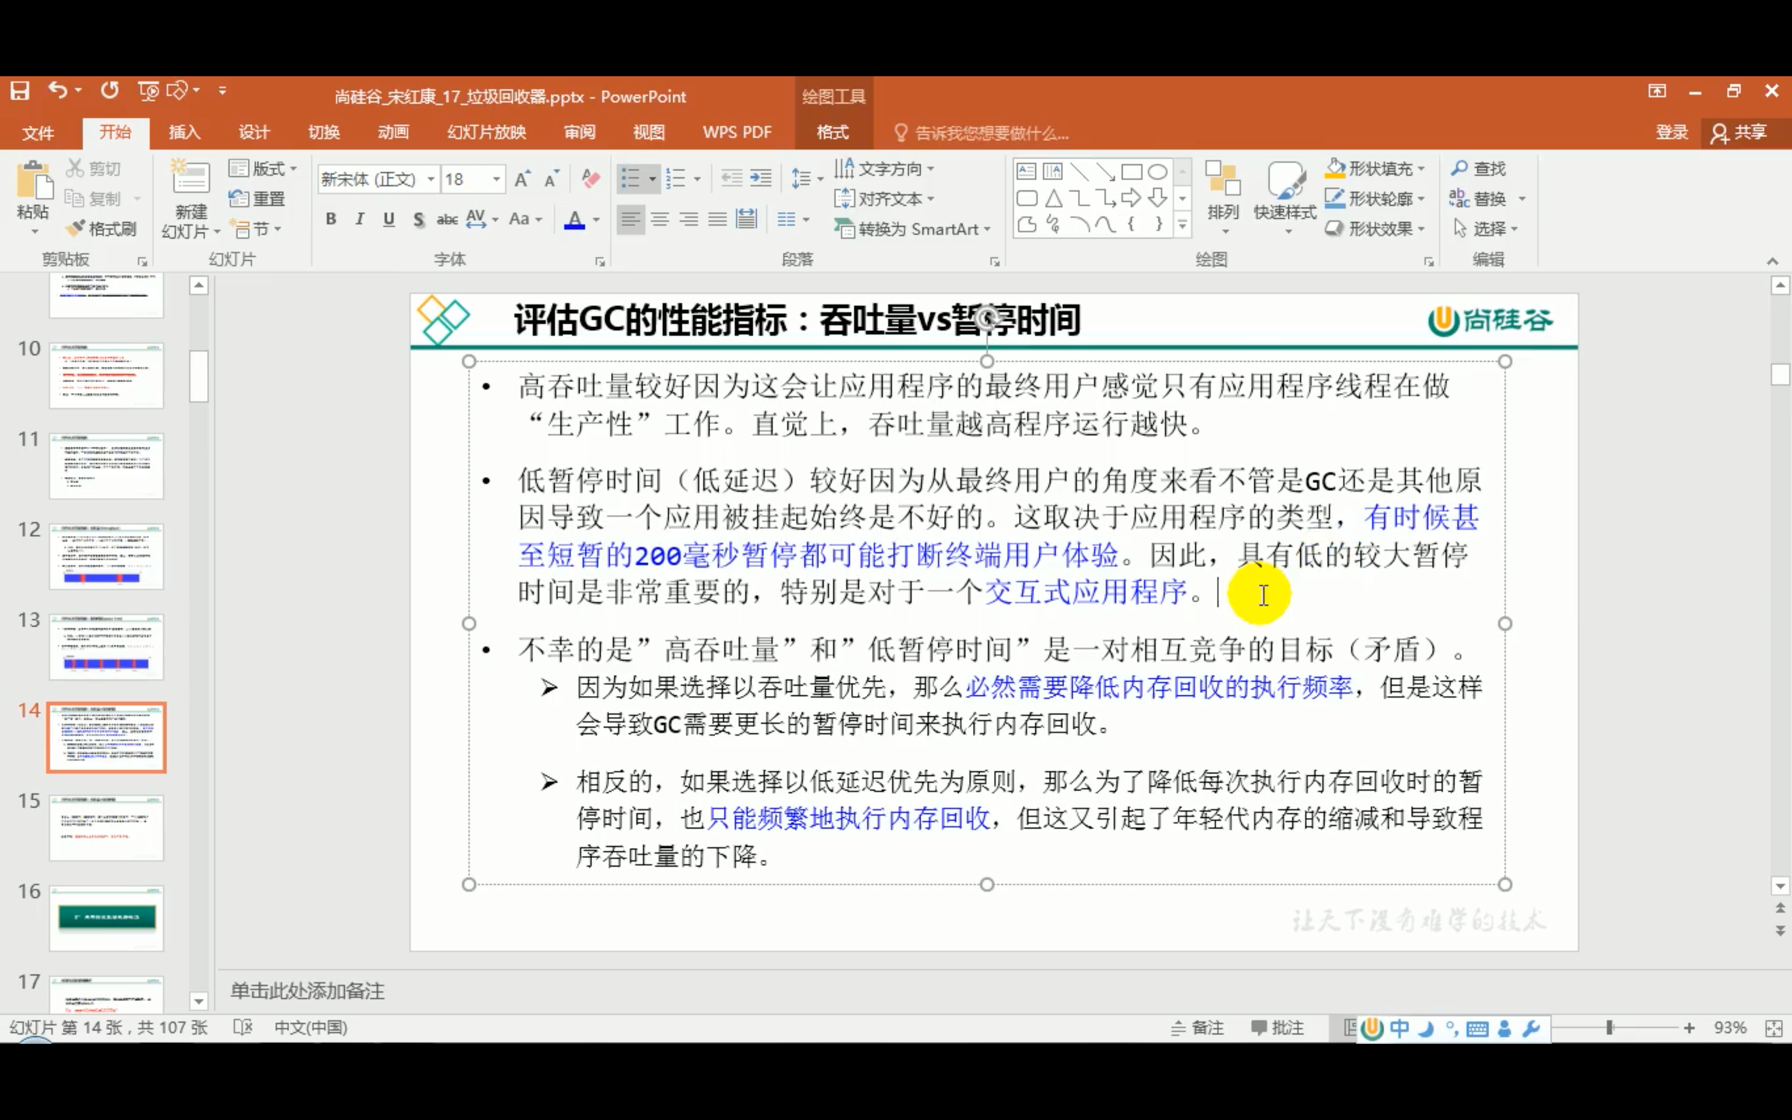 尚硅谷_宋红康_17_垃圾回收器.pptx - PowerPoint
绘图工具
文件 开始 插入 设计 切换 动画 幻灯片放映 审阅 视图 WPS PDF 格式 告诉我您想要做什么... 登录 共享
粘贴 剪切 复制 格式刷
剪贴板
新建幻灯片 版式 重置 节
幻灯片
新宋体 (正文) 18
B I U S abc AV Aa A
字体
文字方向
对齐文本
转换为 SmartArt
段落
排列 快速样式 形状填充 形状轮廓 形状效果
绘图
查找
替换
选择
编辑
10
11
12
13
14
15
16
17
评估GC的性能指标：吞吐量vs暂停时间
尚硅谷
• 高吞吐量较好因为这会让应用程序的最终用户感觉只有应用程序线程在做
“生产性”工作。直觉上，吞吐量越高程序运行越快。
• 低暂停时间（低延迟）较好因为从最终用户的角度来看不管是GC还是其他原
因导致一个应用被挂起始终是不好的。这取决于应用程序的类型，有时候甚
至短暂的200毫秒暂停都可能打断终端用户体验。因此，具有低的较大暂停
时间是非常重要的，特别是对于一个交互式应用程序。
• 不幸的是”高吞吐量”和”低暂停时间”是一对相互竞争的目标（矛盾）。
➢ 因为如果选择以吞吐量优先，那么必然需要降低内存回收的执行频率，但是这样
会导致GC需要更长的暂停时间来执行内存回收。
➢ 相反的，如果选择以低延迟优先为原则，那么为了降低每次执行内存回收时的暂
停时间，也只能频繁地执行内存回收，但这又引起了年轻代内存的缩减和导致程
序吞吐量的下降。
让天下没有难学的技术
单击此处添加备注
幻灯片 第 14 张，共 107 张 中文(中国) 备注 批注 中 93%